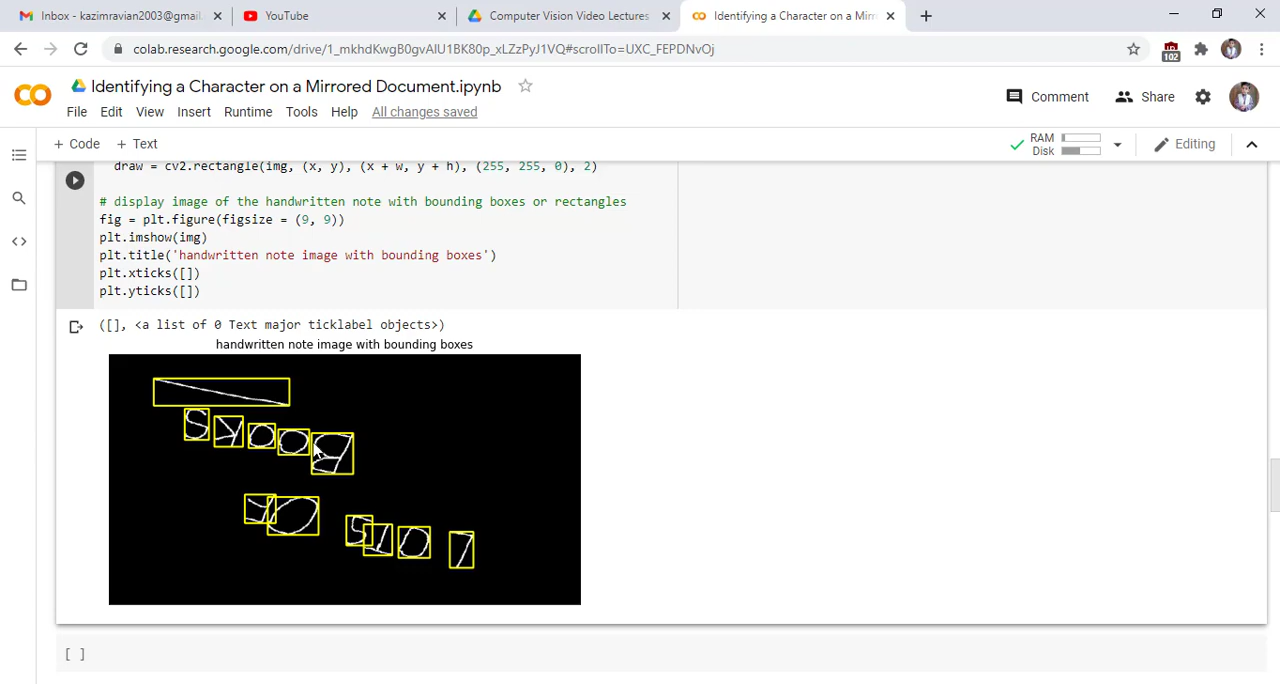 Inbox - kazimravian2003@gmail.
YouTube
Computer Vision Video Lectures
Identifying a Character on a Mirr
colab.research.google.com/drive/1_mkhdKwgB0gvAlU1BK80p_xLZzPyJ1VQ#scrollTo=UXC_FEPDNvOj
102
CO
Identifying a Character on a Mirrored Document.ipynb
File Edit View Insert Runtime Tools Help All changes saved
Comment
Share
+ Code + Text
RAM
Disk
Editing
draw = cv2.rectangle(img, (x, y), (x + w, y + h), (255, 255, 0), 2)
# display image of the handwritten note with bounding boxes or rectangles
fig = plt.figure(figsize = (9, 9))
plt.imshow(img)
plt.title('handwritten note image with bounding boxes')
plt.xticks([])
plt.yticks([])
([], <a list of 0 Text major ticklabel objects>)
handwritten note image with bounding boxes
[ ]